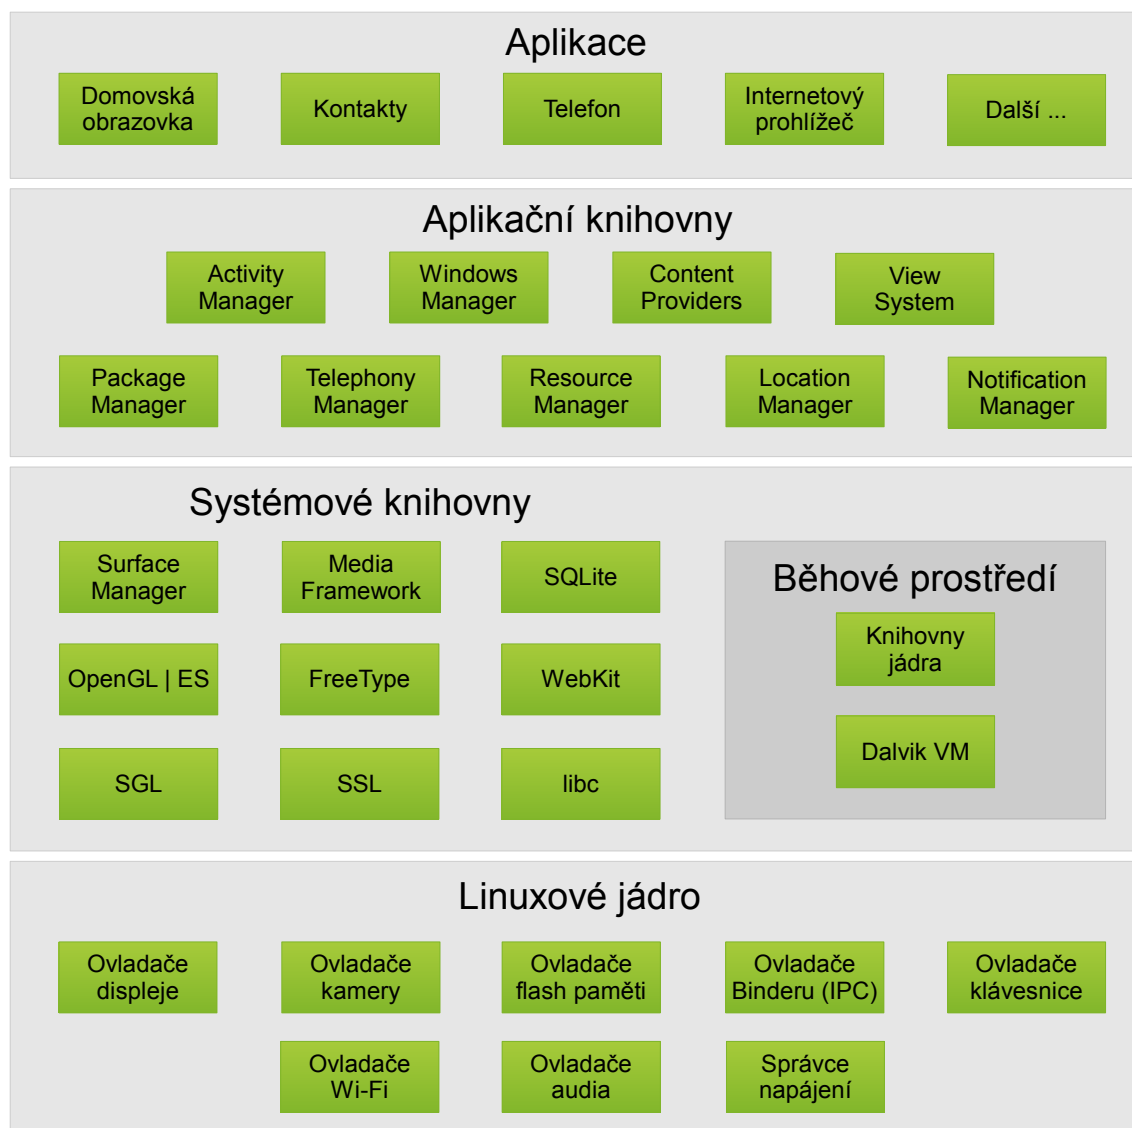 Aplikace
Domovská
obrazovka
Kontakty
Telefon
Internetový
prohlížeč
Další ...
Aplikační knihovny
Activity
Manager
Windows
Manager
Content
Providers
View
System
Package
Manager
Telephony
Manager
Resource
Manager
Location
Manager
Notification
Manager
Systémové knihovny
Surface
Manager
Media
Framework
SQLite
OpenGL | ES
FreeType
WebKit
SGL
SSL
libc
Běhové prostředí
Knihovny
jádra
Dalvik VM
Linuxové jádro
Ovladače
displeje
Ovladače
kamery
Ovladače
flash paměti
Ovladače
Binderu (IPC)
Ovladače
klávesnice
Ovladače
Wi-Fi
Ovladače
audia
Správce
napájení